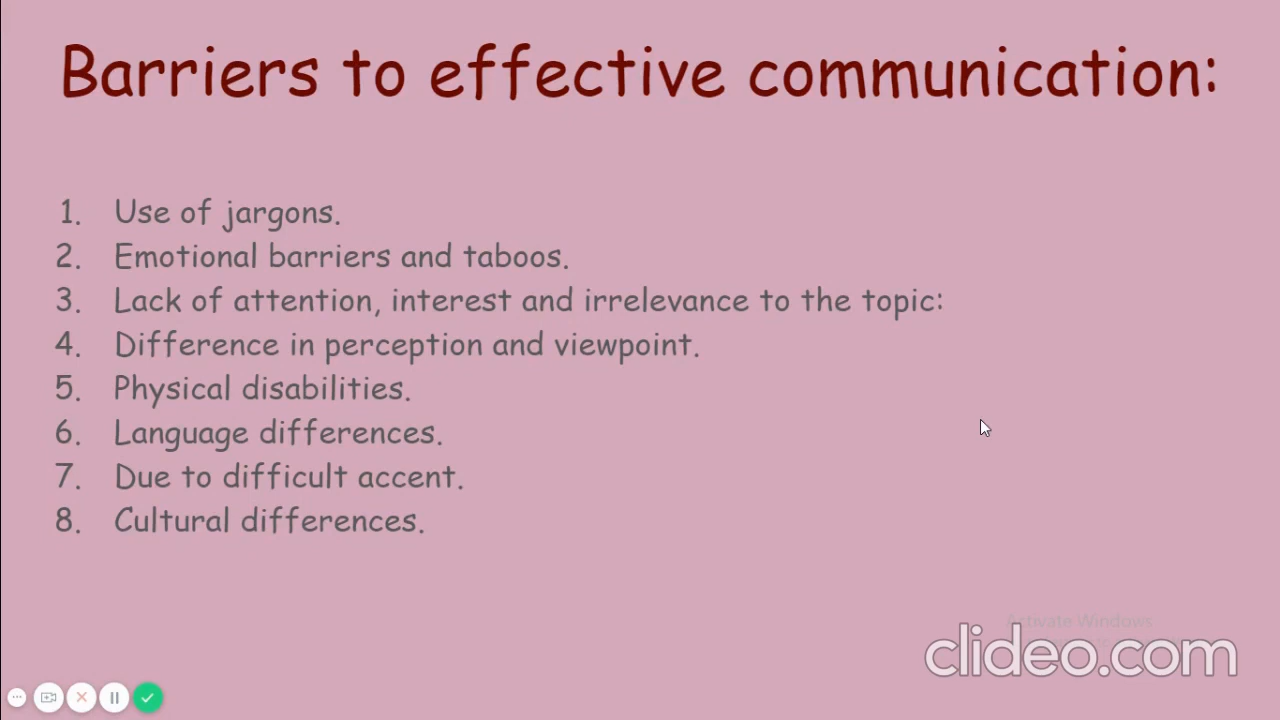 Barriers to effective communication:
1. Use of jargons.
2. Emotional barriers and taboos.
3. Lack of attention, interest and irrelevance to the topic:
4. Difference in perception and viewpoint.
5. Physical disabilities.
6. Language differences.
7. Due to difficult accent.
8. Cultural differences.
Activate Windows
clideo.com